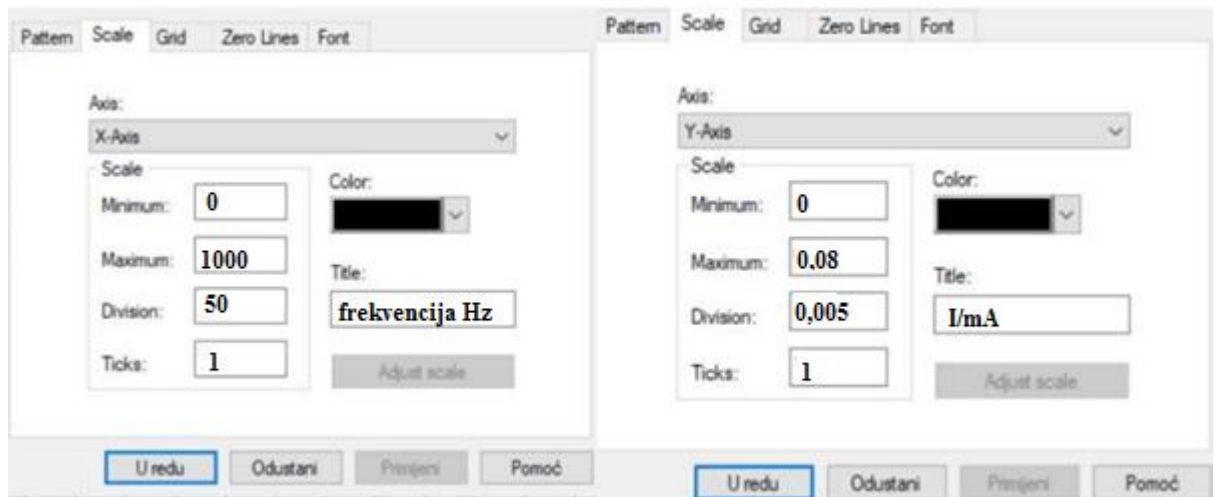 Pattern Scale Grid Zero Lines Font
Axis:
X-Axis
Scale
Minimum: 0
Maximum: 1000
Division: 50
Ticks: 1
Color:
Title:
frekvencija Hz
Adjust scale
U redu Odustani Primijeni Pomoć
Pattern Scale Grid Zero Lines Font
Axis:
Y-Axis
Scale
Minimum: 0
Maximum: 0,08
Division: 0,005
Ticks: 1
Color:
Title:
I/mA
Adjust scale
U redu Odustani Primijeni Pomoć